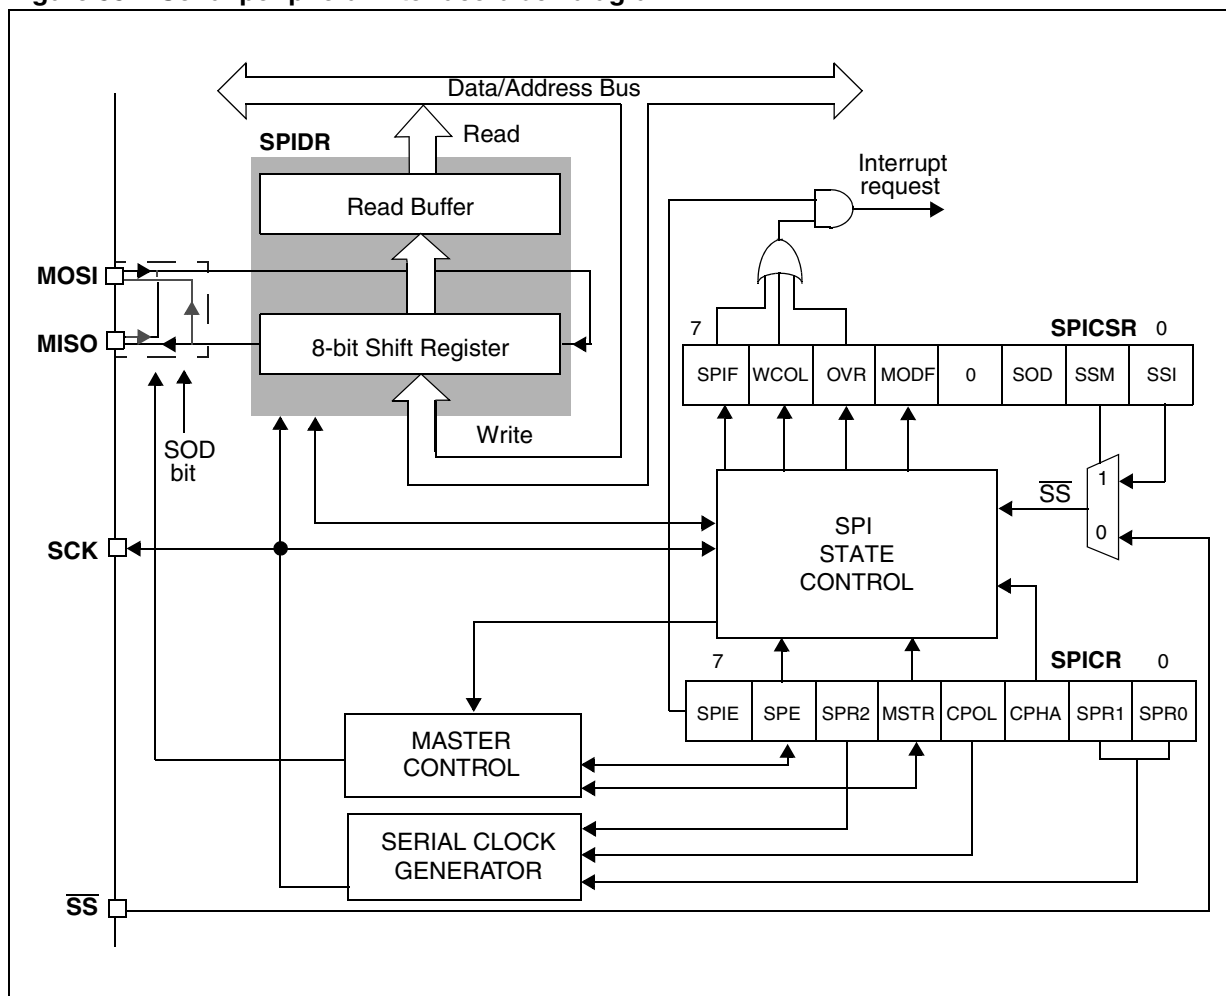 Data/Address Bus
SPIDR
Read
Read Buffer
Interrupt
request
MOSI
MISO
8-bit Shift Register
7
SPICSR
0
SPIF
WCOL
OVR
MODF
0
SOD
SSM
SSI
Write
SOD
bit
1
SS
0
SCK
SPI
STATE
CONTROL
7
SPICR
0
SPIE
SPE
SPR2
MSTR
CPOL
CPHA
SPR1
SPR0
MASTER
CONTROL
SERIAL CLOCK
GENERATOR
SS